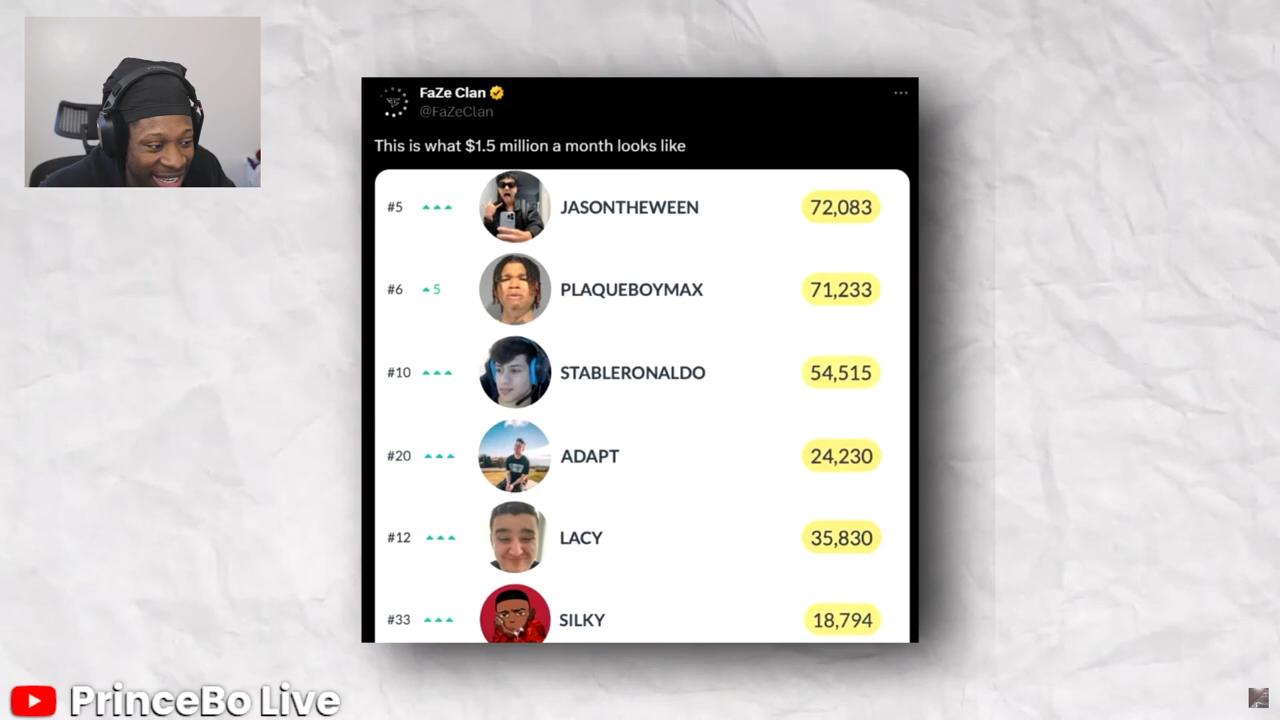 FaZe Clan
@FaZeClan
This is what $1.5 million a month looks like
#5 JASONTHEWEEN 72,083
#6 5 PLAQUEBOYMAX 71,233
#10 STABLERONALDO 54,515
#20 ADAPT 24,230
#12 LACY 35,830
#33 SILKY 18,794
PrinceBo Live